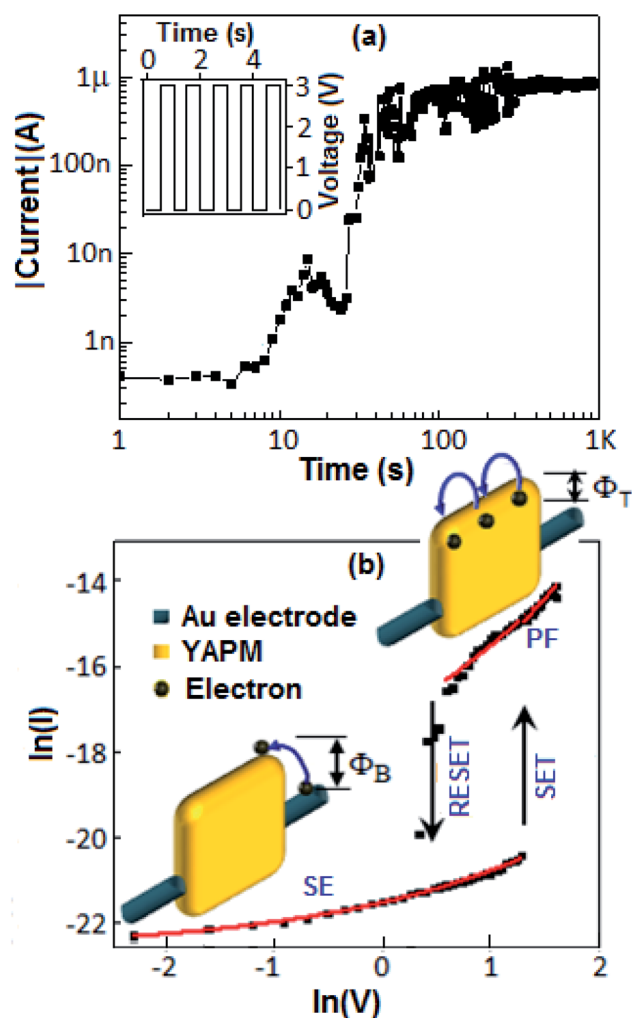 Time (s)
(a)
0 2 4
3
2
1
0
Voltage (V)
1µ
100n
10n
1n
|Current|(A)
1 10 100 1K
Time (s)
Φ_T
(b)
Au electrode
YAPM
Electron
PF
Φ_B
RESET
SET
SE
-14
-16
-18
-20
-22
ln(I)
-2 -1 0 1 2
ln(V)